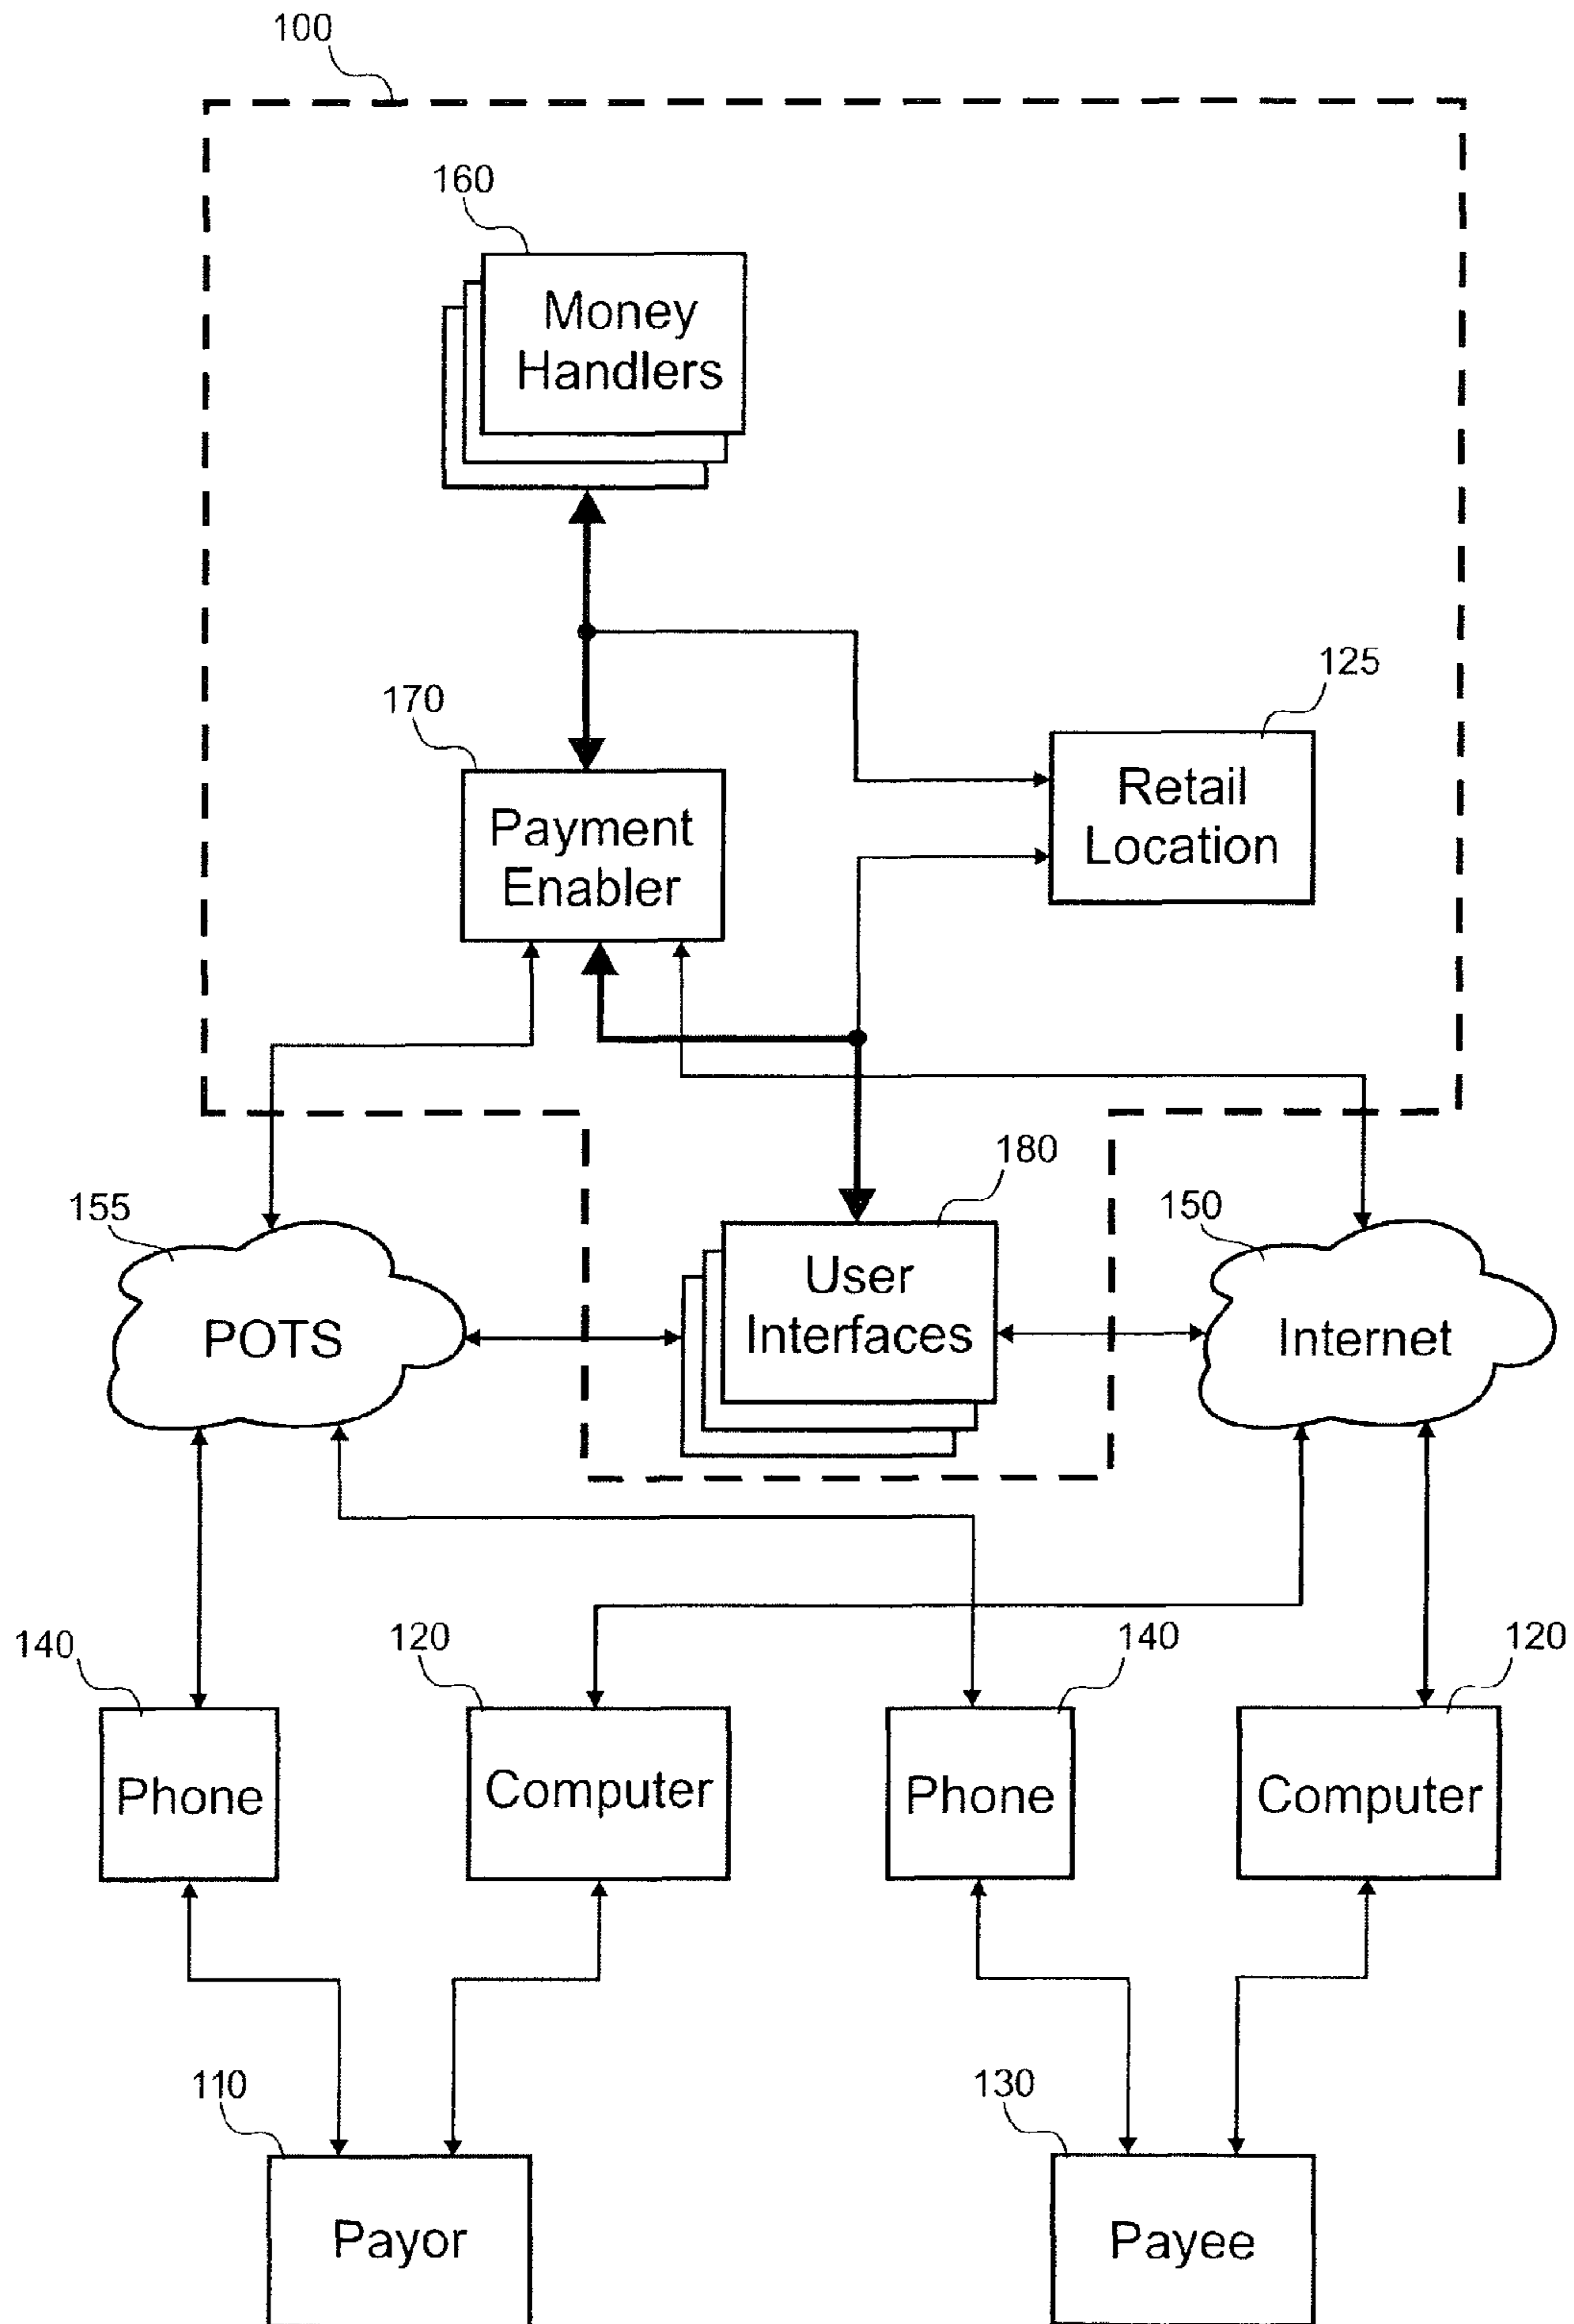 100
160
Money
Handlers
125
170
Retail
Location
Payment
Enabler
180
155
150
User
Interfaces
POTS
Internet
140
120
140
120
Phone
Computer
Phone
Computer
110
130
Payor
Payee